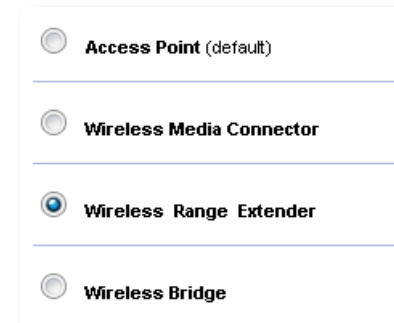 Access Point (default)
Wireless Media Connector
Wireless Range Extender
Wireless Bridge